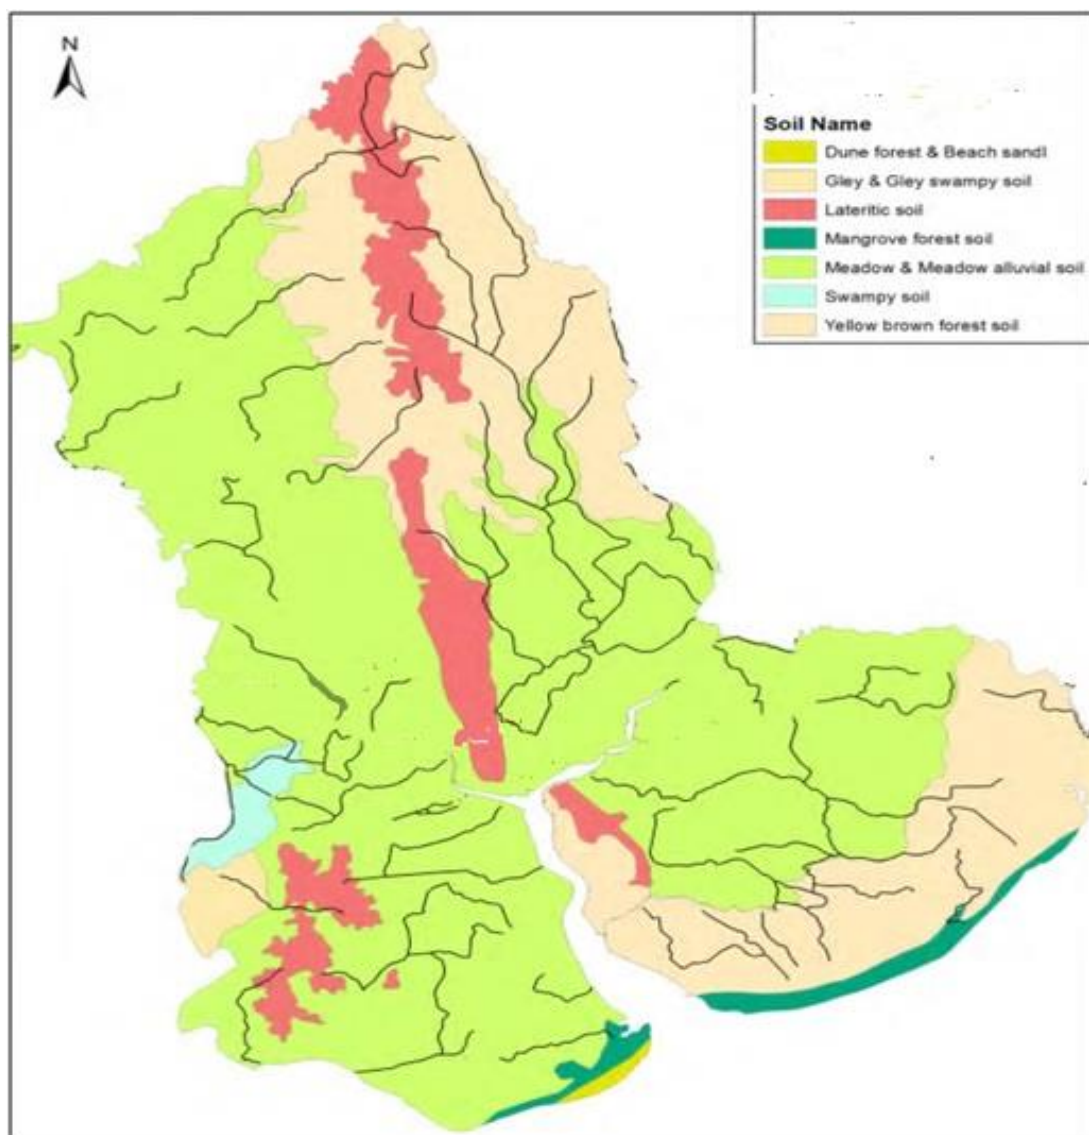 N
Soil Name
Dune forest & Beach sandl
Gley & Gley swampy soil
Lateritic soil
Mangrove forest soil
Meadow & Meadow alluvial soil
Swampy soil
Yellow brown forest soil